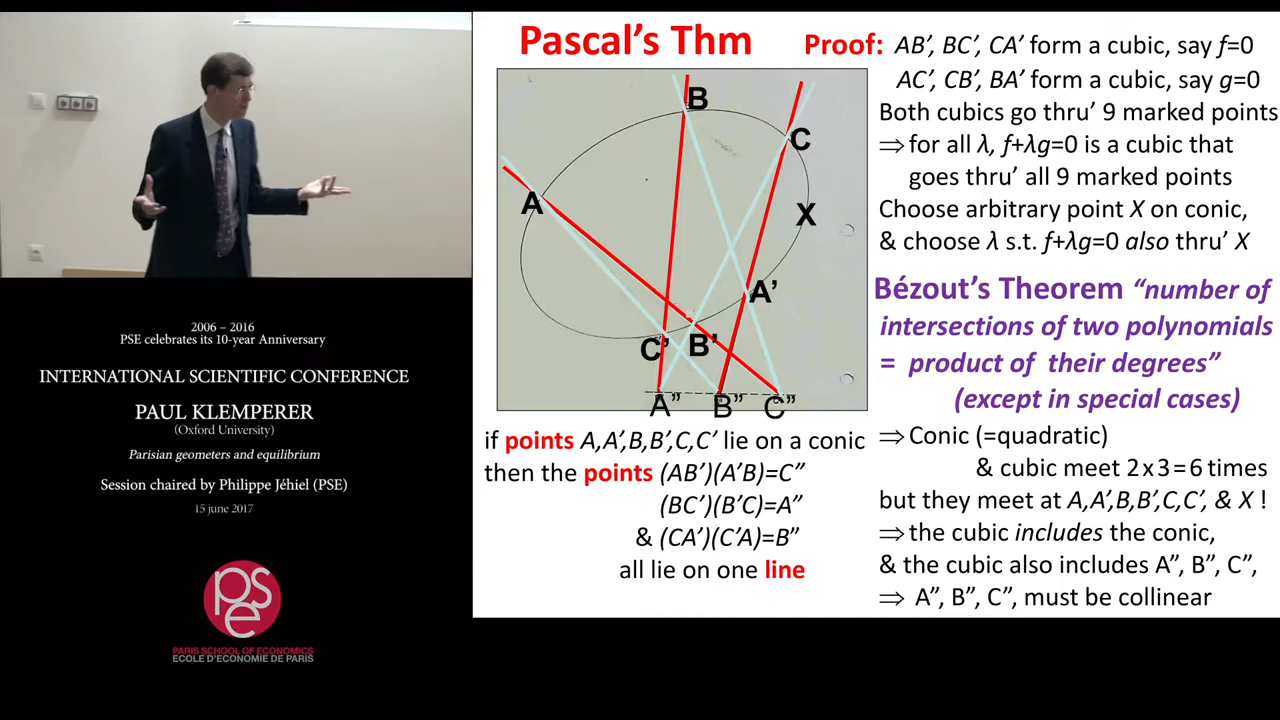 2006 – 2016
PSE celebrates its 10-year Anniversary
INTERNATIONAL SCIENTIFIC CONFERENCE
PAUL KLEMPERER
(Oxford University)
Parisian geometers and equilibrium
Session chaired by Philippe Jéhiel (PSE)
15 june 2017
pse
PARIS SCHOOL OF ECONOMICS
ECOLE D'ECONOMIE DE PARIS
Pascal's Thm
B
C
A
X
A'
C'
B'
A”
B”
C”
if points A,A',B,B',C,C' lie on a conic
then the points (AB')(A'B)=C”
(BC')(B'C)=A”
& (CA')(C'A)=B”
all lie on one line
Proof: AB', BC', CA' form a cubic, say f=0
AC', CB', BA' form a cubic, say g=0
Both cubics go thru' 9 marked points
⇒ for all λ, f+λg=0 is a cubic that
goes thru' all 9 marked points
Choose arbitrary point X on conic,
& choose λ s.t. f+λg=0 also thru' X
Bézout's Theorem “number of
intersections of two polynomials
= product of their degrees”
(except in special cases)
⇒ Conic (=quadratic)
& cubic meet 2 x 3 = 6 times
but they meet at A,A',B,B',C,C', & X !
⇒ the cubic includes the conic,
& the cubic also includes A”, B”, C”,
⇒ A”, B”, C”, must be collinear